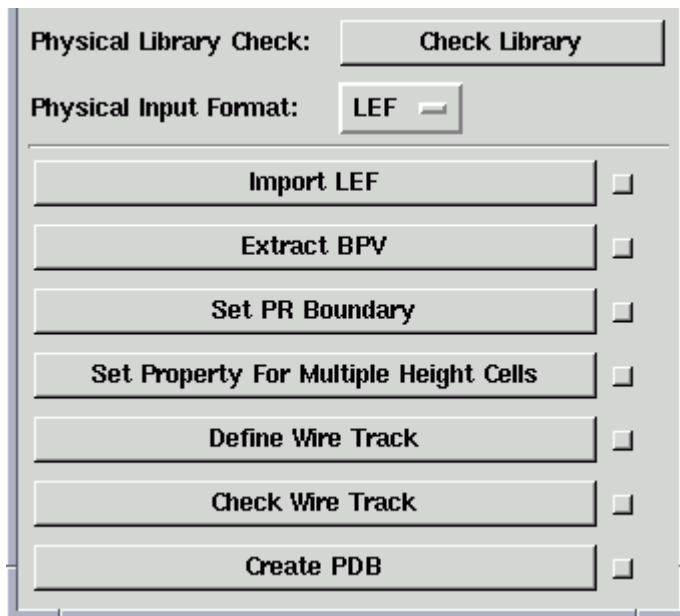 Physical Library Check: Check Library
Physical Input Format: LEF
Import LEF
Extract BPV
Set PR Boundary
Set Property For Multiple Height Cells
Define Wire Track
Check Wire Track
Create PDB